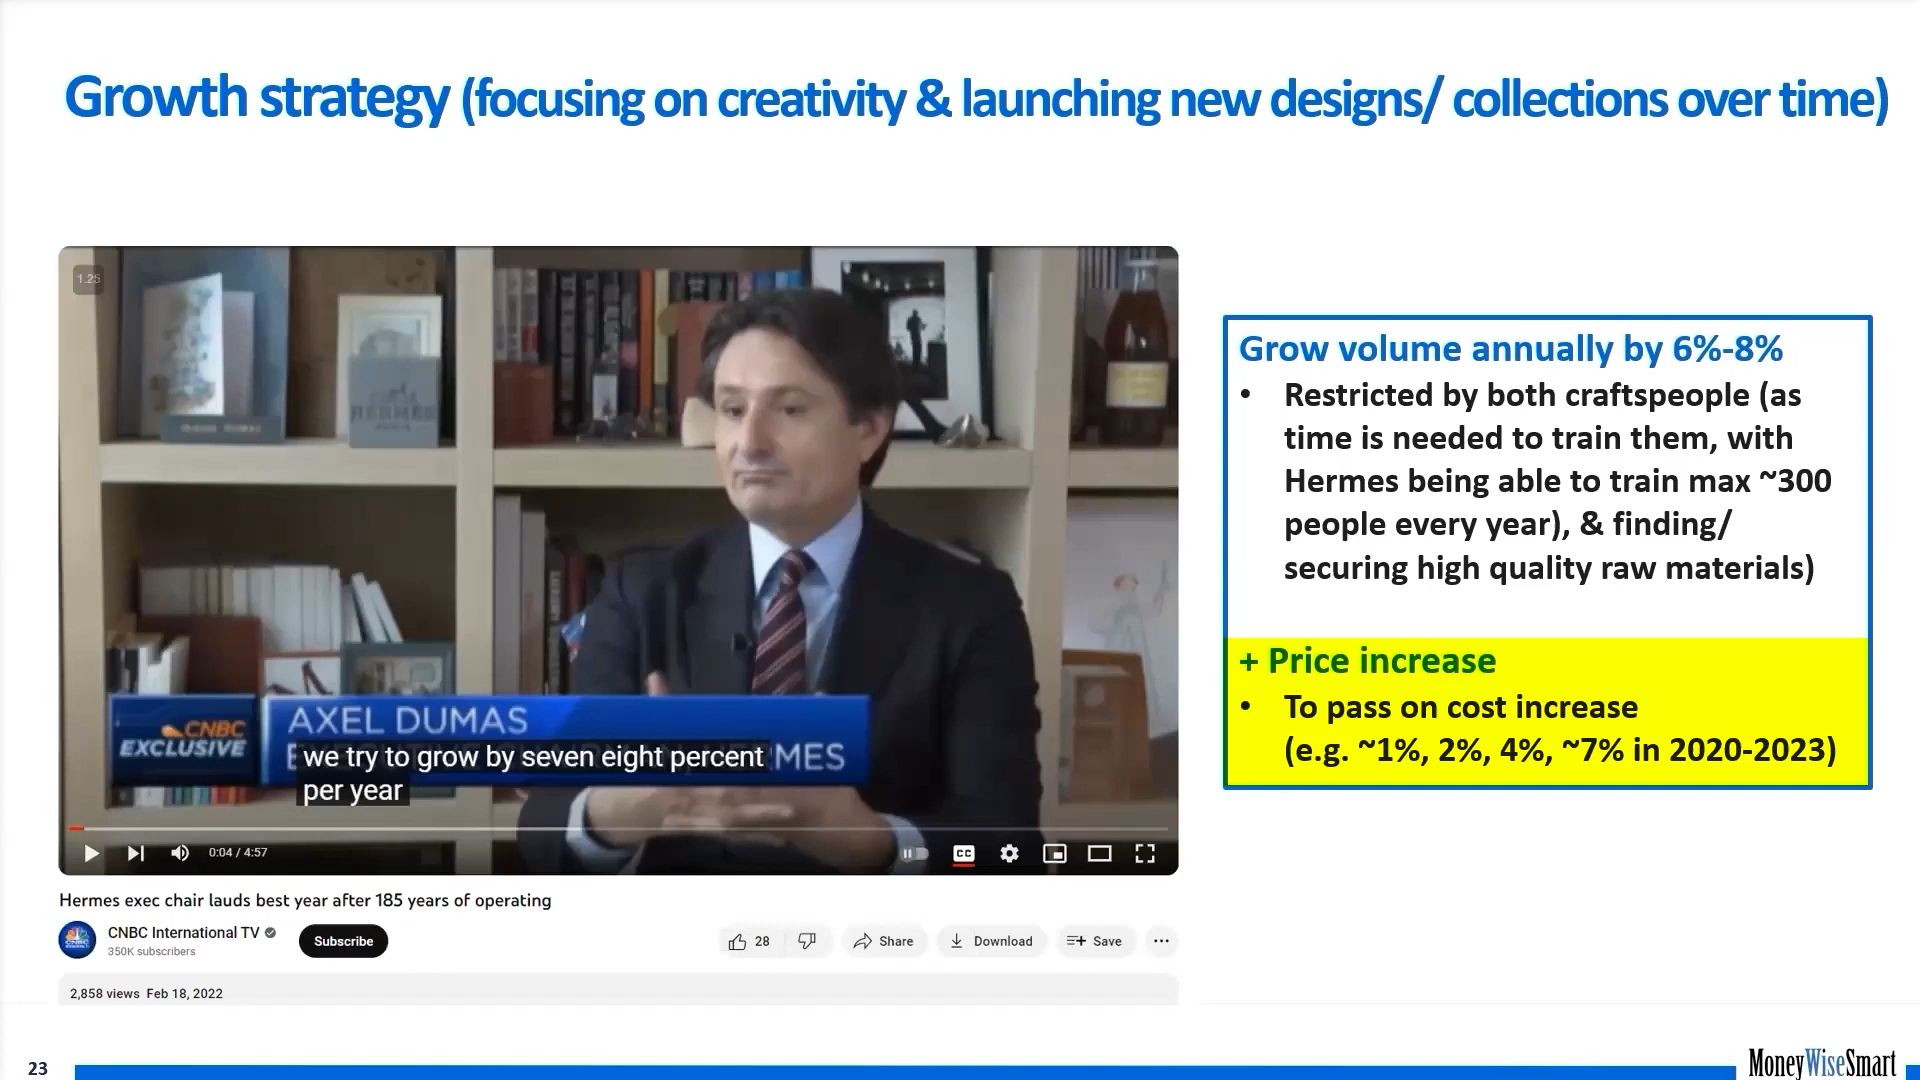 Growth strategy (focusing on creativity & launching new designs/ collections over time)
1.25
HERMÈS
PARIS
CNBC
EXCLUSIVE
AXEL DUMAS
we try to grow by seven eight percent
per year
0:04 / 4:57
CC
Hermes exec chair lauds best year after 185 years of operating
CNBC International TV
350K subscribers
Subscribe
28
Share
Download
Save
2,858 views Feb 18, 2022
Grow volume annually by 6%-8%
• Restricted by both craftspeople (as
time is needed to train them, with
Hermes being able to train max ~300
people every year), & finding/
securing high quality raw materials)
+ Price increase
• To pass on cost increase
(e.g. ~1%, 2%, 4%, ~7% in 2020-2023)
23
MoneyWiseSmart